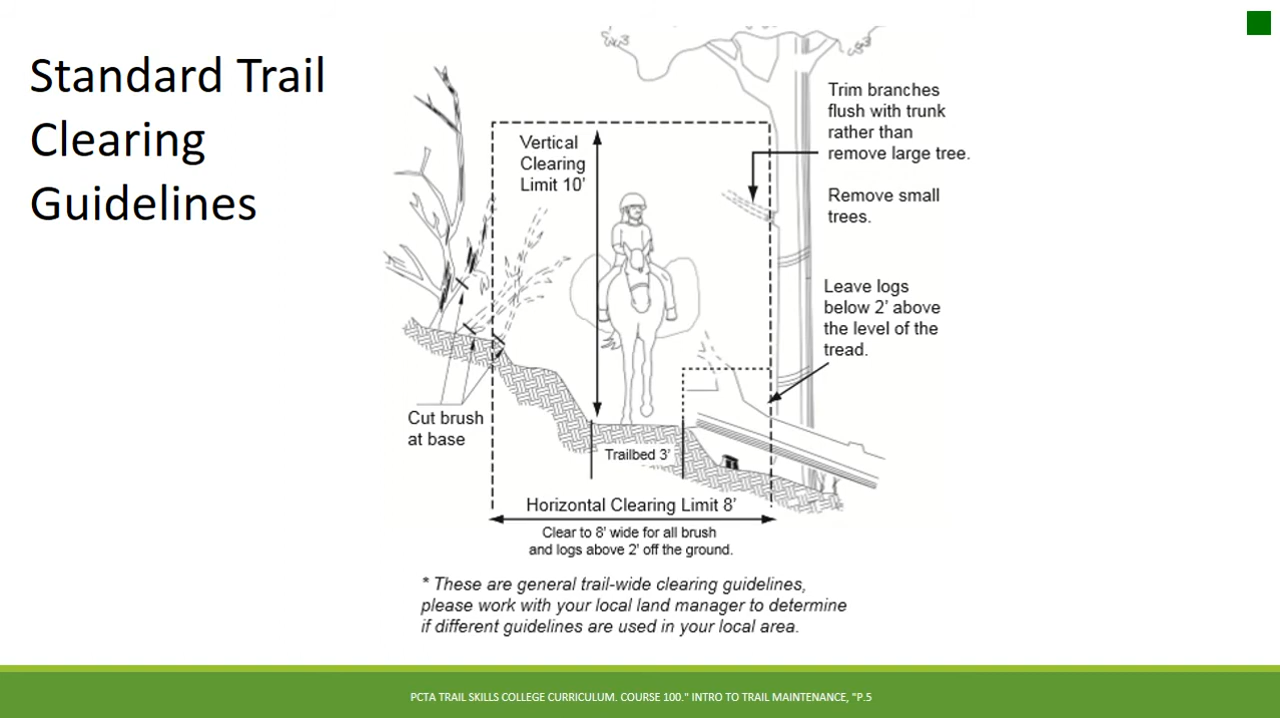 Standard Trail
Clearing
Guidelines
Vertical
Clearing
Limit 10'
Trim branches
flush with trunk
rather than
remove large tree.
Remove small
trees.
Leave logs
below 2' above
the level of the
tread.
Cut brush
at base
Trailbed 3'
Horizontal Clearing Limit 8'
Clear to 8' wide for all brush
and logs above 2' off the ground.
* These are general trail-wide clearing guidelines,
please work with your local land manager to determine
if different guidelines are used in your local area.
PCTA TRAIL SKILLS COLLEGE CURRICULUM. COURSE 100." INTRO TO TRAIL MAINTENANCE, "P.5